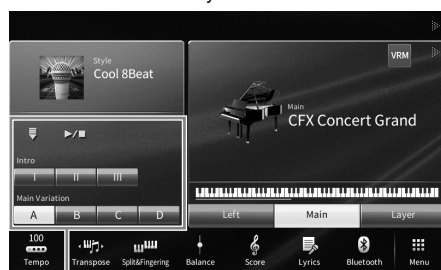 Style
Cool 8Beat
VRM
Main
CFX Concert Grand
Intro
I II III
Main Variation
A B C D
Left Main Layer
100
Tempo Transpose Split&Fingering Balance Score Lyrics Bluetooth Menu